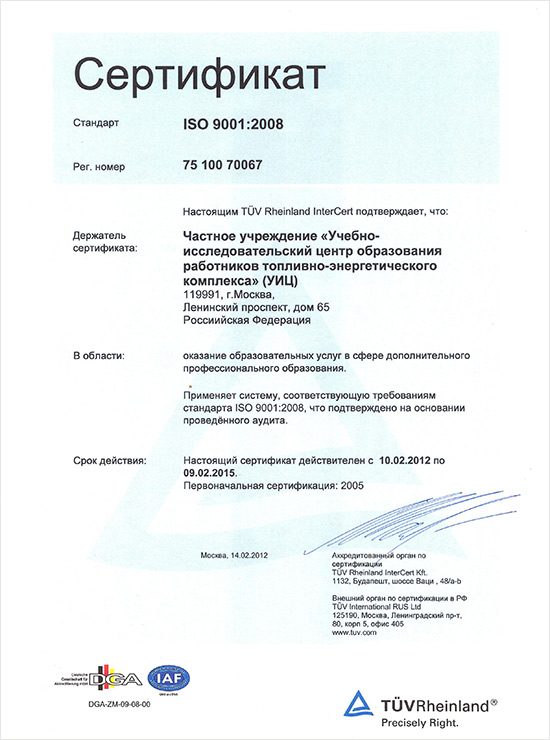 Сертификат
Стандарт ISO 9001:2008
Рег. номер 75 100 70067
Настоящим TÜV Rheinland InterCert подтверждает, что:
Держатель
сертификата:
Частное учреждение «Учебно-
исследовательский центр образования
работников топливно-энергетического
комплекса» (УИЦ)
119991, г.Москва,
Ленинский проспект, дом 65
Россиийская Федерация
В области: оказание образовательных услуг в сфере дополнительного
профессионального образования.
Применяет систему, соответствующую требованиям
стандарта ISO 9001:2008, что подтверждено на основании
проведённого аудита.
Срок действия: Настоящий сертификат действителен с 10.02.2012 по
09.02.2015.
Первоначальная сертификация: 2005
Москва, 14.02.2012
Аккредитованный орган по
сертификации
TÜV Rheinland InterCert Kft.
1132, Будапешт, шоссе Ваци , 48/a-b
Внешний орган по сертификации в РФ
TÜV International RUS Ltd
125190, Москва, Ленинградский пр-т,
80, корп 5, офис 405
www.tuv.com
Deutsche
Gesellschaft für
Akkreditierung mbH
DGA
IAF
DGA-ZM-09-08-00
TÜVRheinland®
Precisely Right.